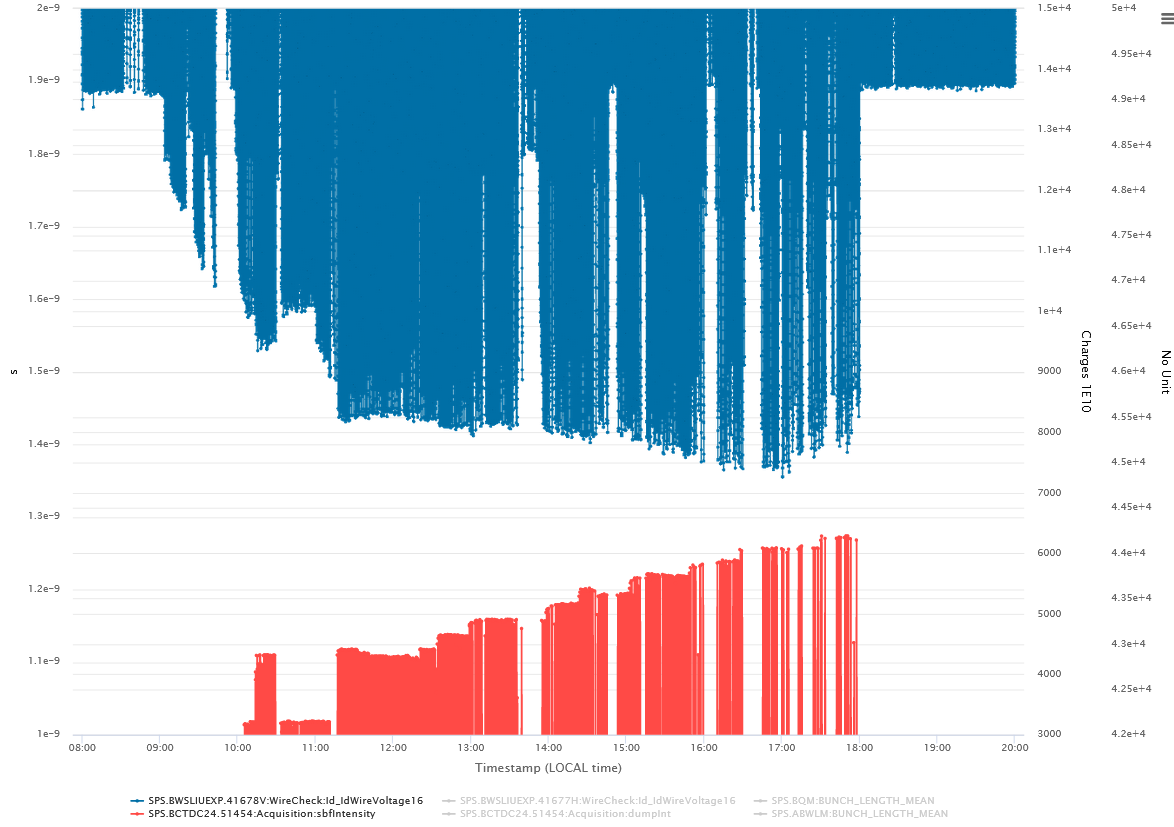 2e−9
1.9e−9
1.8e−9
1.7e−9
1.6e−9
1.5e−9
1.4e−9
1.3e−9
1.2e−9
1.1e−9
1e−9
s
1.5e+4
1.4e+4
1.3e+4
1.2e+4
1.1e+4
1e+4
9000
8000
7000
6000
5000
4000
3000
Charges 1E10
5e+4
4.95e+4
4.9e+4
4.85e+4
4.8e+4
4.75e+4
4.7e+4
4.65e+4
4.6e+4
4.55e+4
4.5e+4
4.45e+4
4.4e+4
4.35e+4
4.3e+4
4.25e+4
4.2e+4
No Unit
08:00 09:00 10:00 11:00 12:00 13:00 14:00 15:00 16:00 17:00 18:00 19:00 20:00
Timestamp (LOCAL time)
SPS.BWSLIUEXP.41678V:WireCheck:Id_IdWireVoltage16 SPS.BWSLIUEXP.41677H:WireCheck:Id_IdWireVoltage16 SPS.BQM:BUNCH_LENGTH_MEAN
SPS.BCTDC24.51454:Acquisition:sbfIntensity SPS.BCTDC24.51454:Acquisition:dumpInt SPS.ABWLM:BUNCH_LENGTH_MEAN